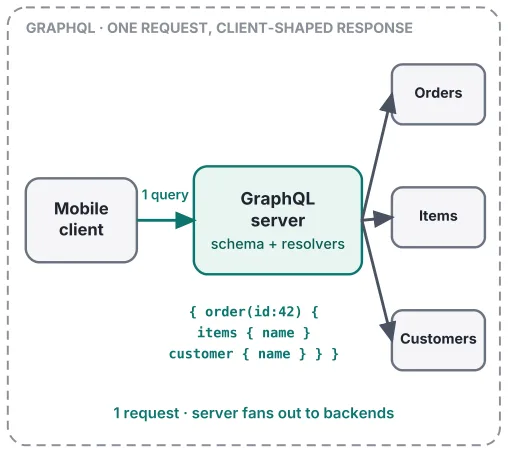 GRAPHQL · ONE REQUEST, CLIENT-SHAPED RESPONSE
Orders
Mobile
client
1 query
GraphQL
server
schema + resolvers
Items
{ order(id:42) {
items { name }
customer { name } } }
Customers
1 request · server fans out to backends